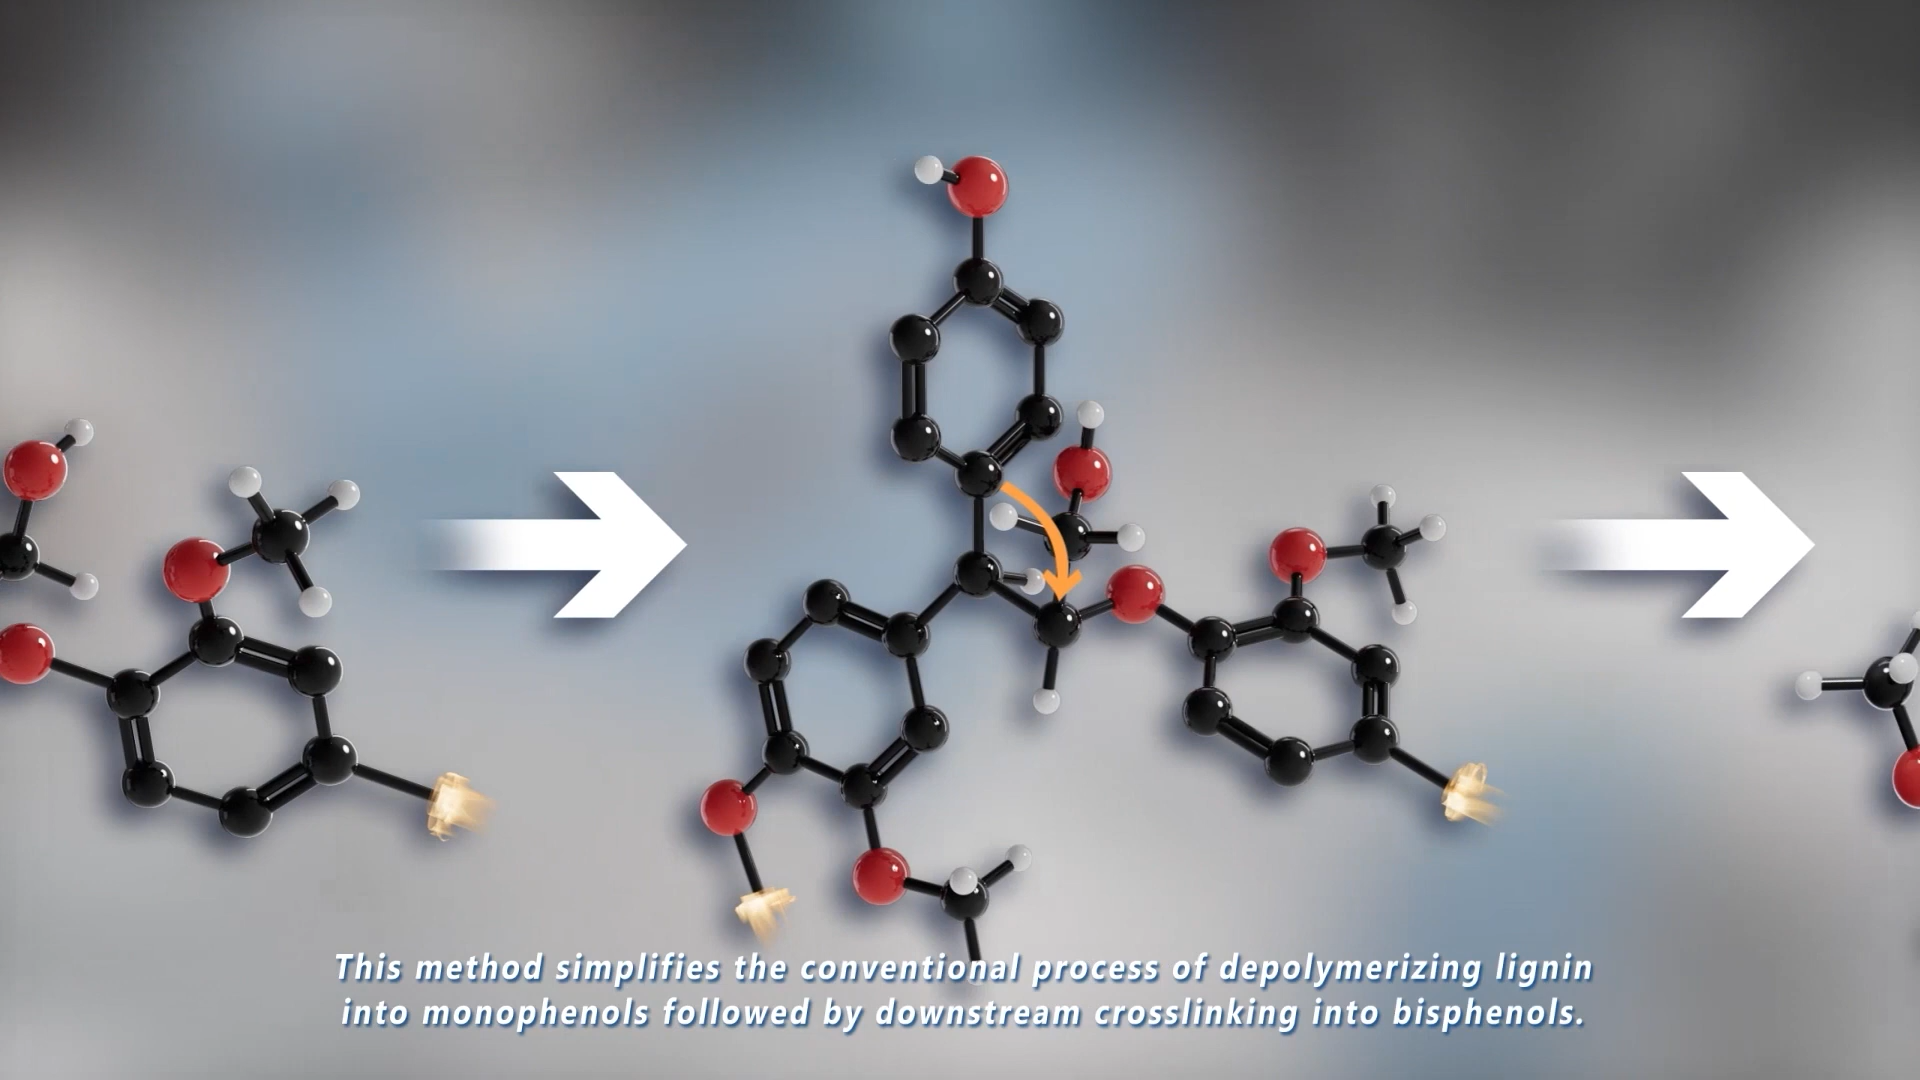 This method simplifies the conventional process of depolymerizing lignin
into monophenols followed by downstream crosslinking into bisphenols.